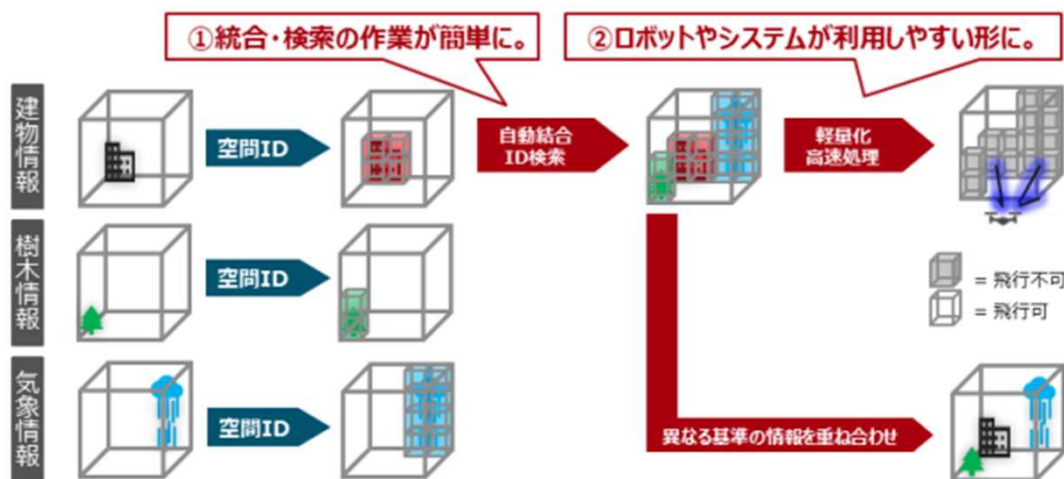 ①統合・検索の作業が簡単に。
②ロボットやシステムが利用しやすい形に。
建物情報
空間ID
自動結合
ID検索
軽量化
高速処理
樹木情報
空間ID
= 飛行不可
= 飛行可
気象情報
空間ID
異なる基準の情報を重ね合わせ